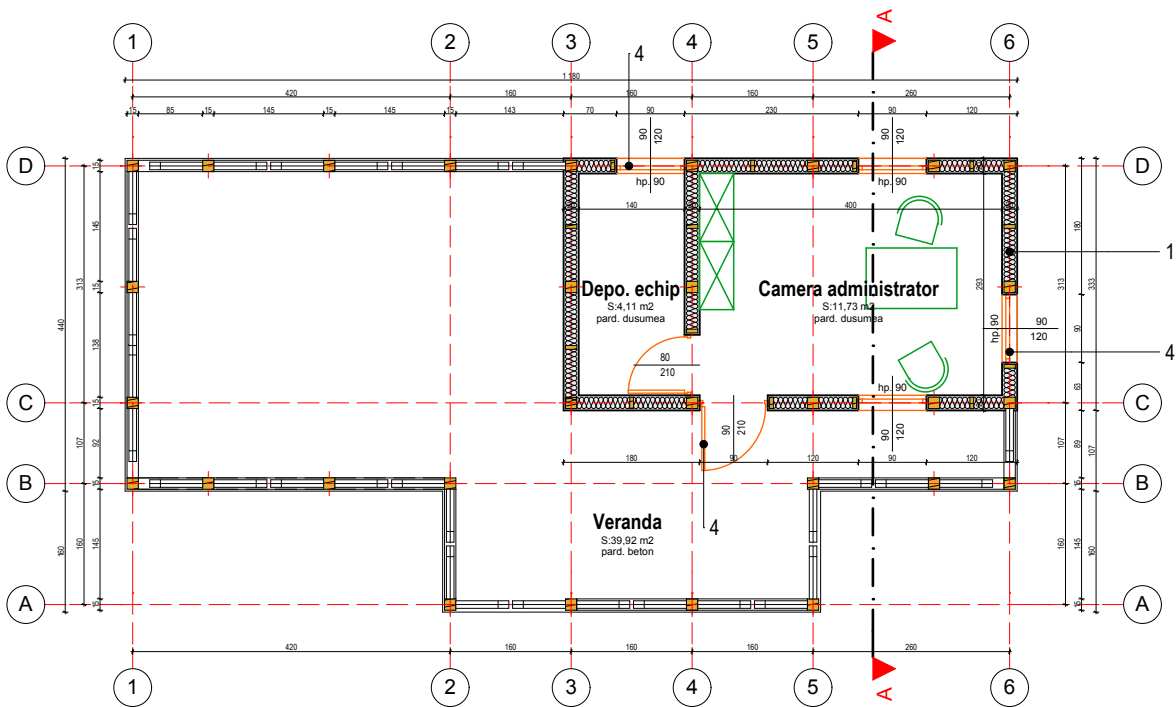 A
1 2 3 4 5 6
4
1 180
420 160 160 160 260
15 85 15 145 15 145 15 143 70 90 230 90 120
90
120
90
120
D
D
15
hp. 90
hp. 90
140 400
145
180
1
313
440
293
313
333
Depo. echip
S:4,11 m2
pard. dusumea
Camera administrator
S:11,73 m2
pard. dusumea
hp. 90
90
120
90
138
4
80
210
63
hp. 90
C
C
15
90
210
90
120
107
92
107
89
107
180 90 120 90 120
B
B
15
15
Veranda
S:39,92 m2
pard. beton
4
160
160
145
160
145
160
A
A
15
15
420 160 160 160 260
1 2 3 4 5 6
A